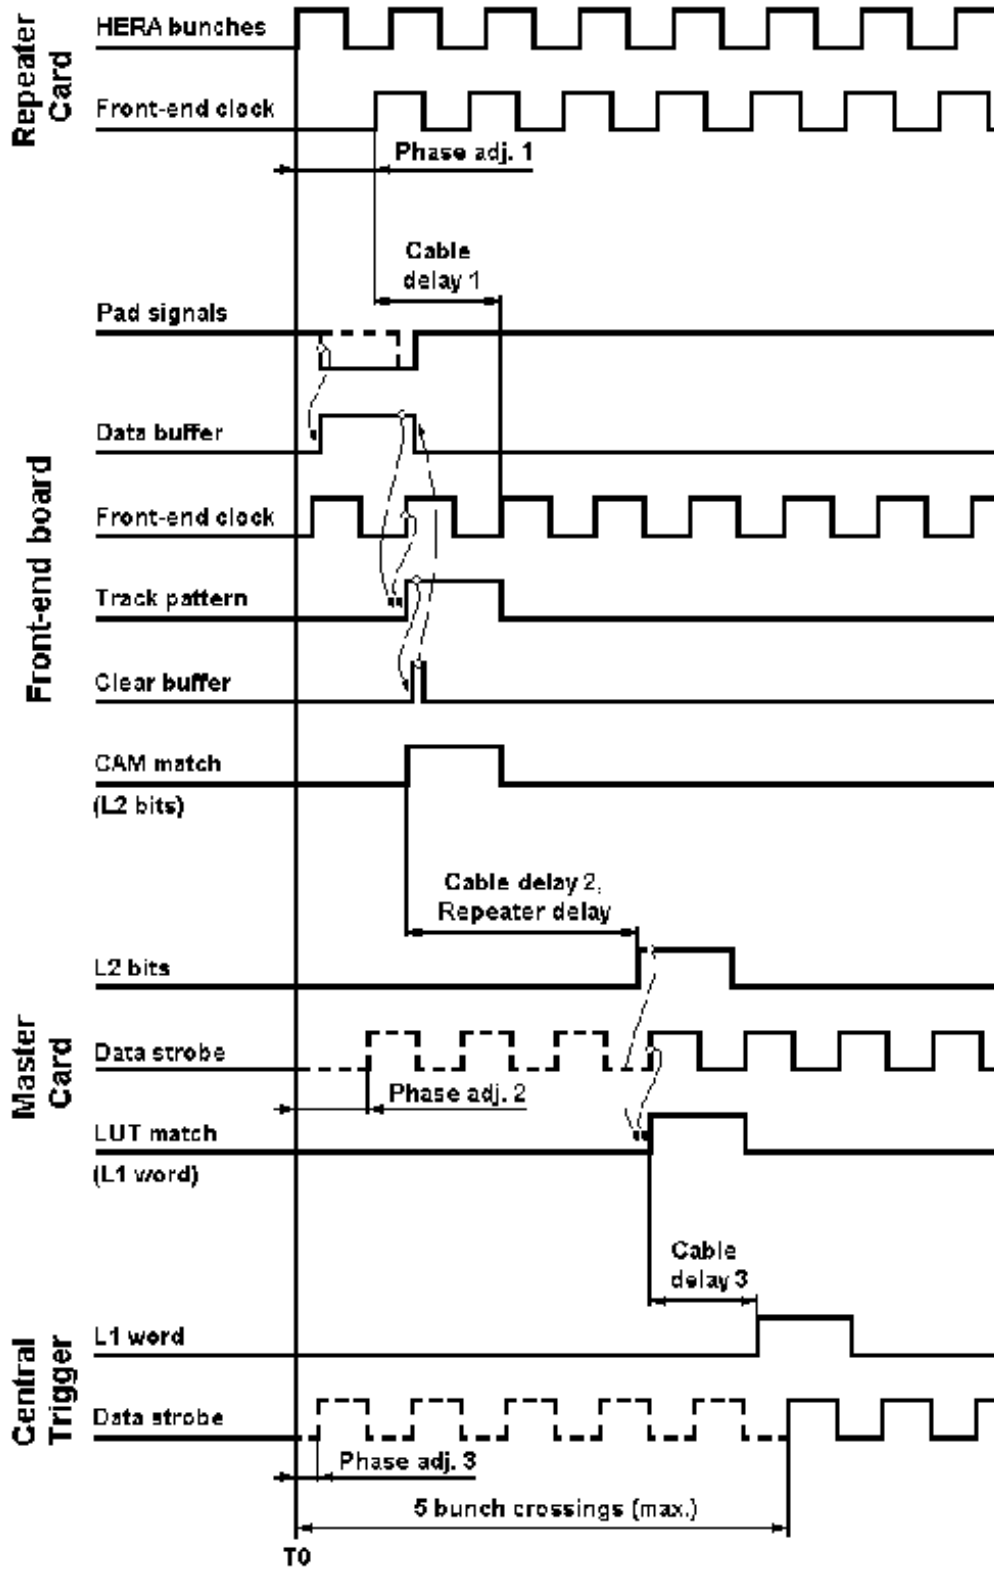 Repeater
Card
HERA bunches
Front-end clock
Phase adj. 1
Cable
delay 1
Front-end board
Pad signals
Data buffer
Front-end clock
Track pattern
Clear buffer
CAM match
(L2 bits)
Cable delay 2,
Repeater delay
Master
Card
L2 bits
Data strobe
Phase adj. 2
LUT match
(L1 word)
Cable
delay 3
Central
Trigger
L1 word
Data strobe
Phase adj. 3
5 bunch crossings (max.)
T0